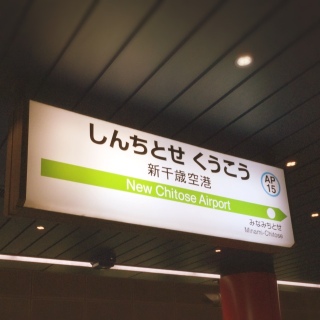 しんちとせ くうこう
新千歳空港
AP
15
New Chitose Airport
みなみちとせ
Minami-Chitose